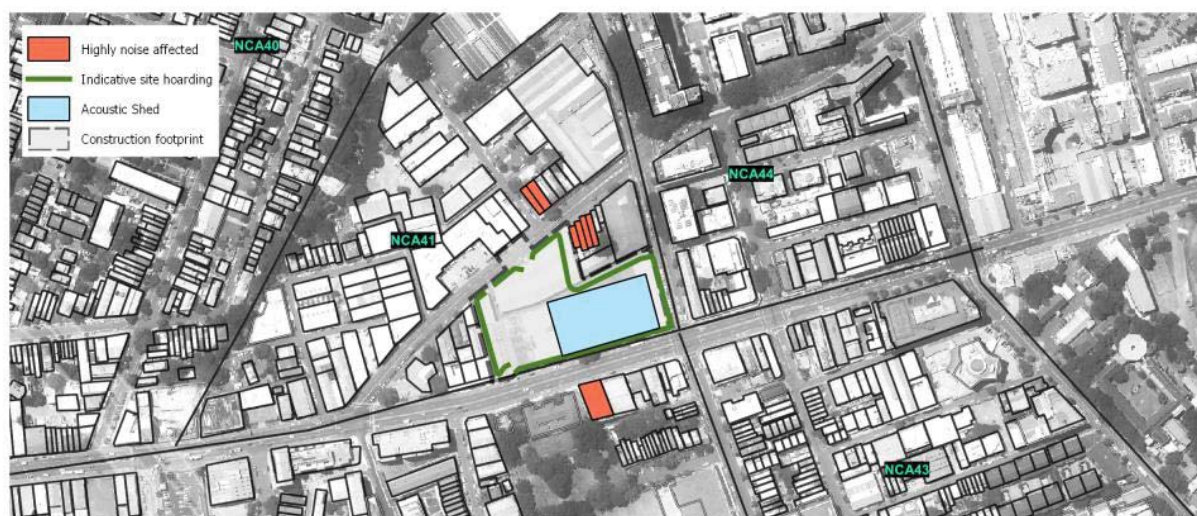 Highly noise affected
Indicative site hoarding
Acoustic Shed
Construction footprint
NCA40
NCA44
NCA41
NCA43